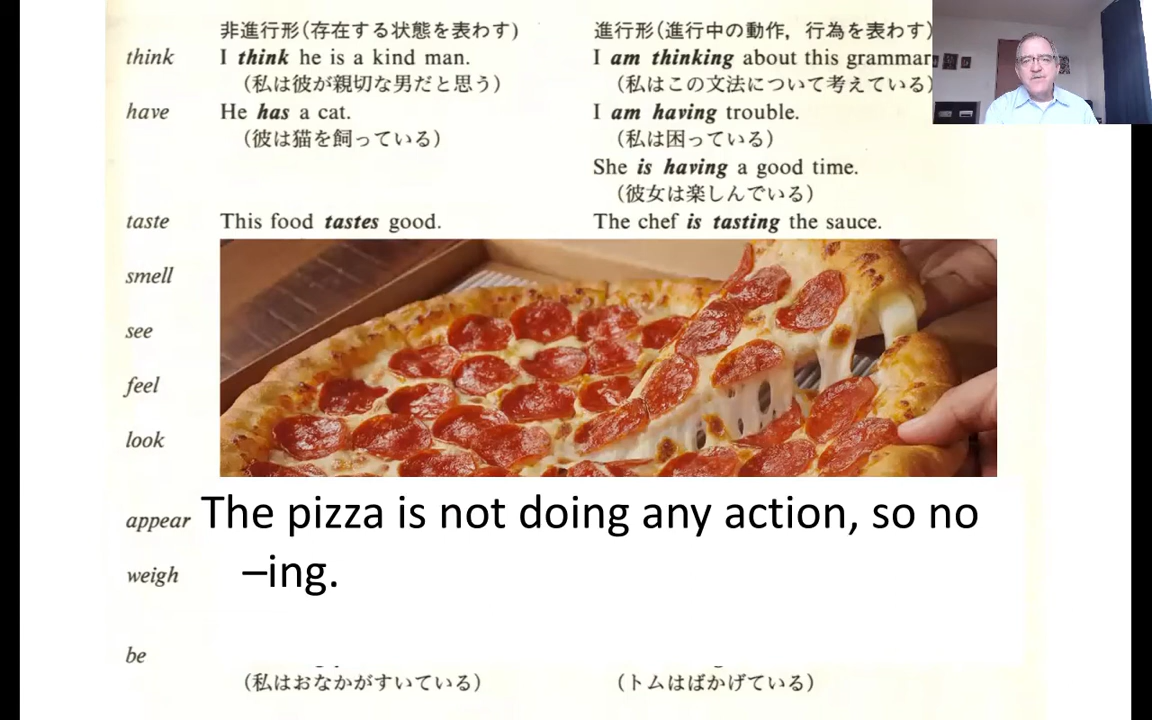 非進行形(存在する状態を表わす)
進行形(進行中の動作, 行為を表わす)
think
I think he is a kind man.
I am thinking about this grammar
(私は彼が親切な男だと思う)
(私はこの文法について考えている)
have
He has a cat.
I am having trouble.
(彼は猫を飼っている)
(私は困っている)
She is having a good time.
(彼女は楽しんでいる)
taste
This food tastes good.
The chef is tasting the sauce.
smell
see
feel
look
appear
The pizza is not doing any action, so no
–ing.
weigh
be
(私はおなかがすいている)
(トムはばかげている)